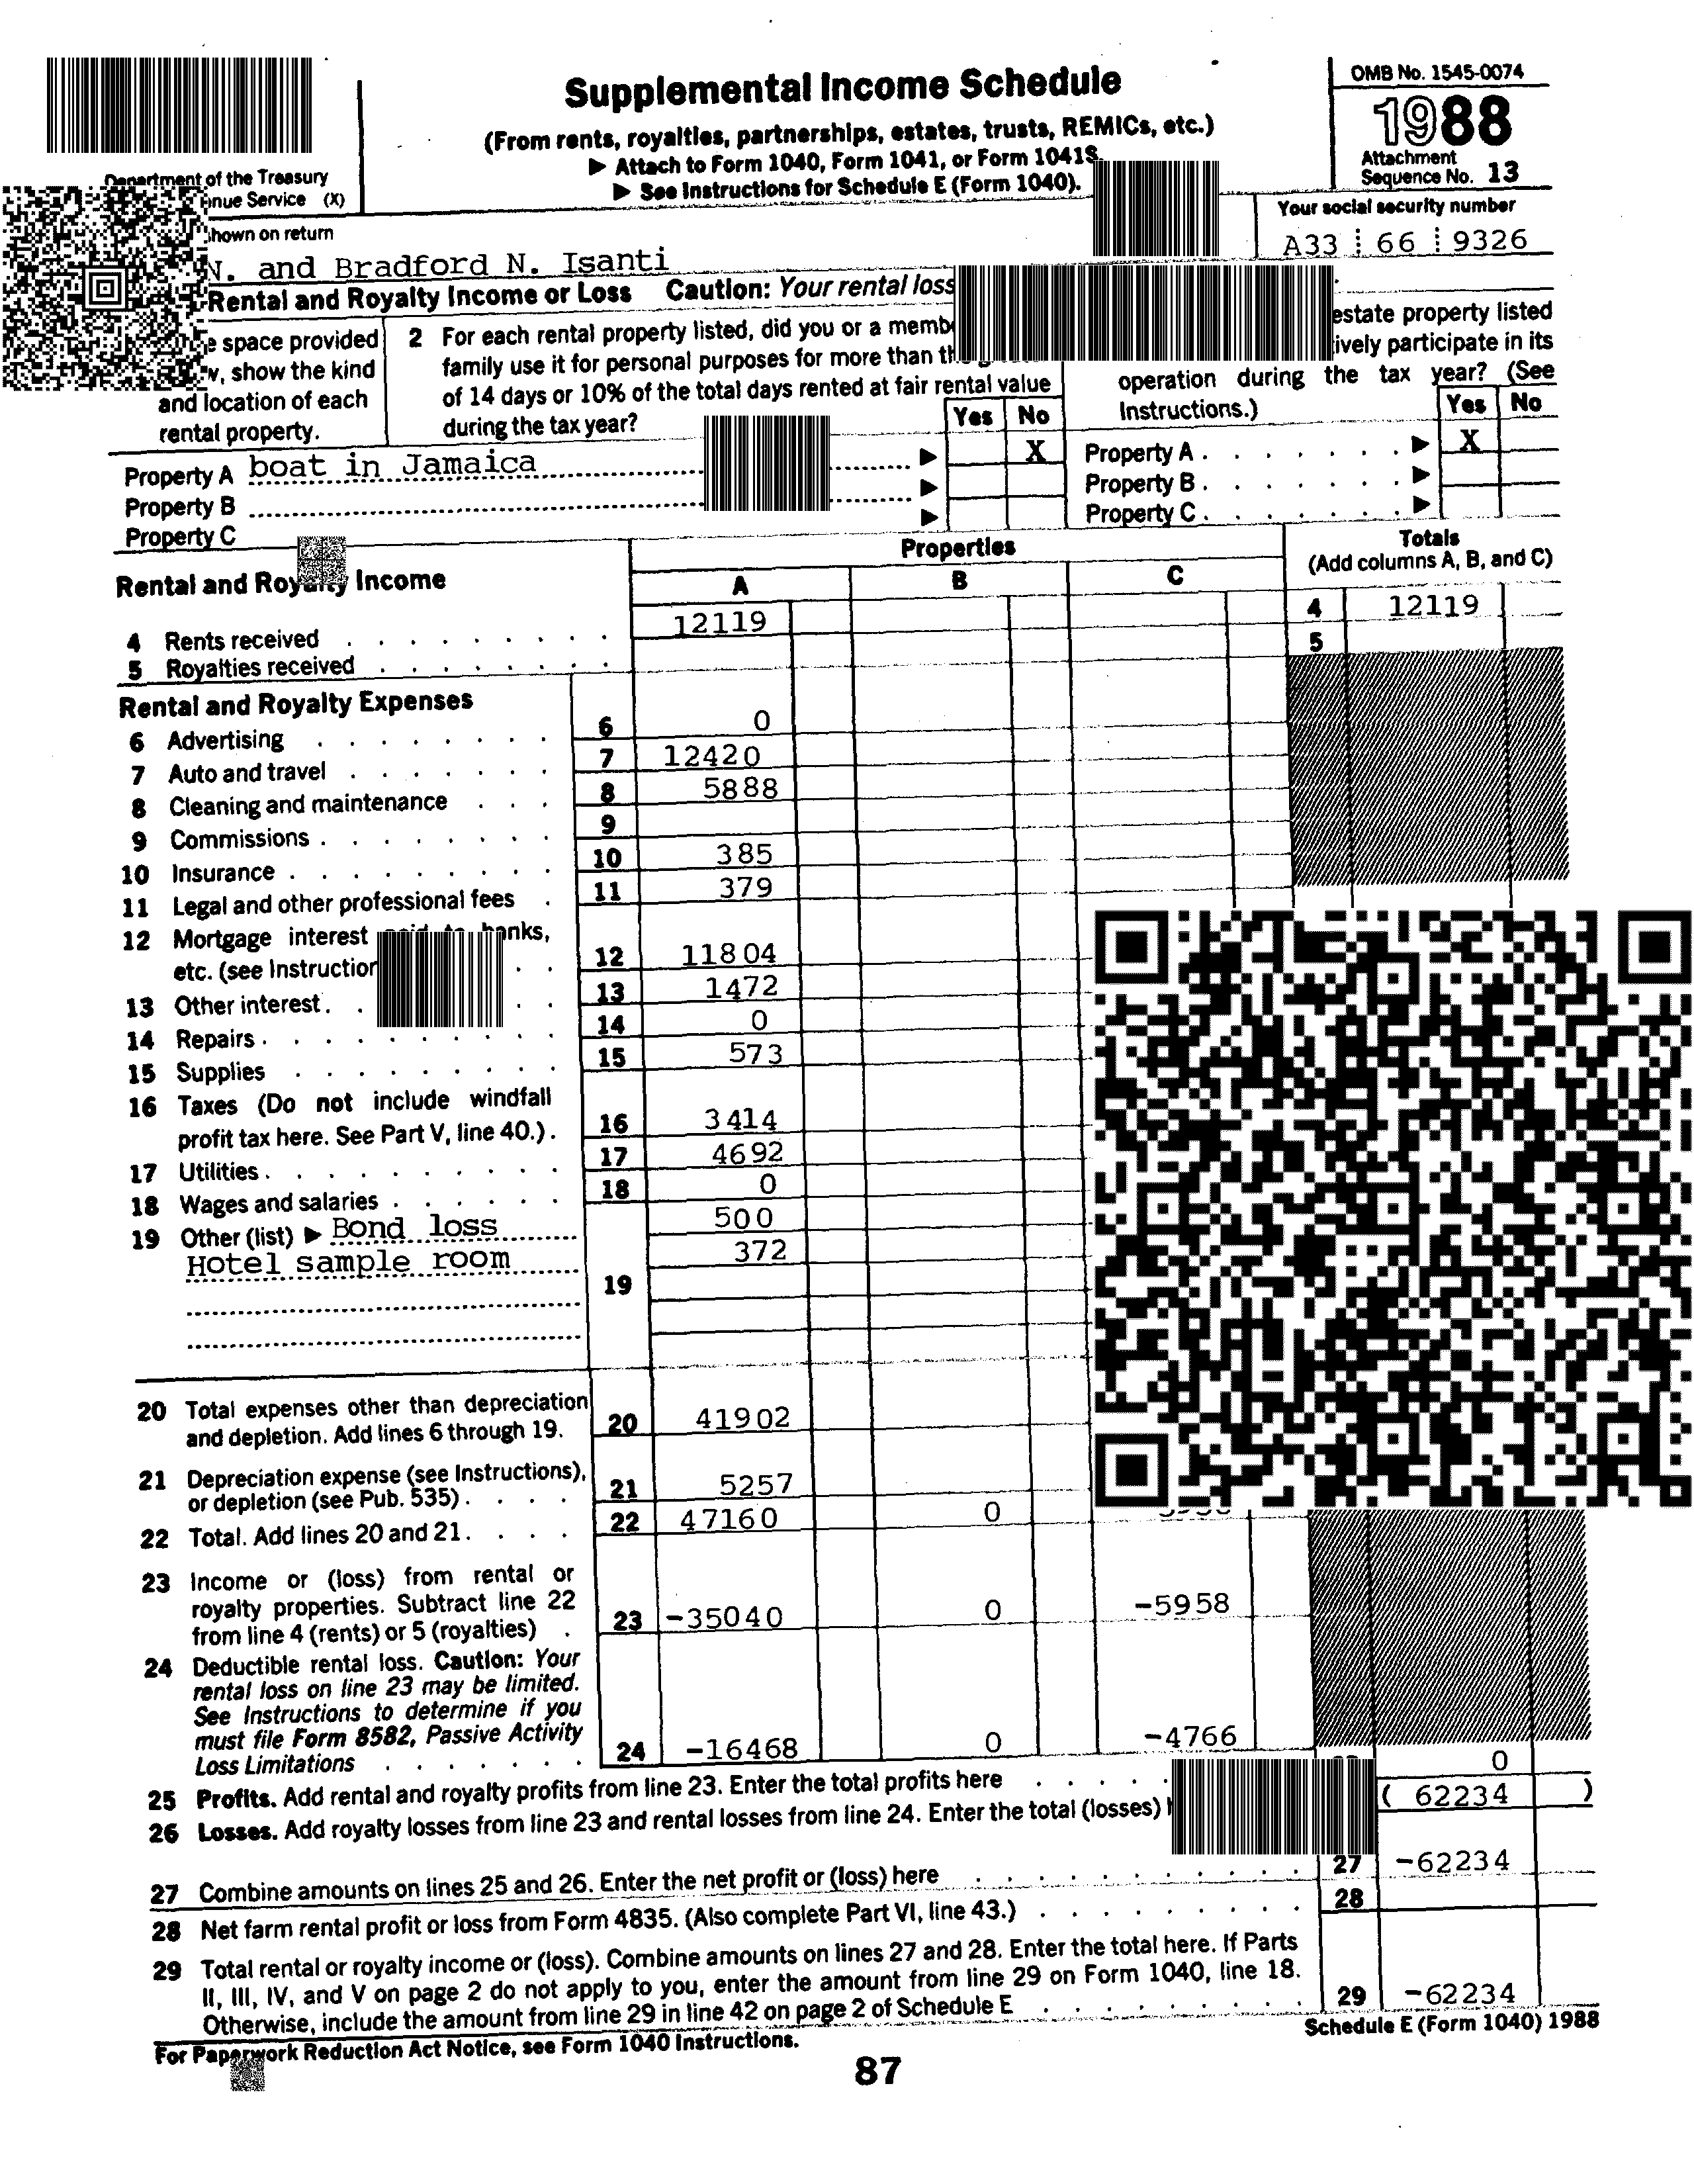 Supplemental Income Schedule
(From rents, royalties, partnerships, estates, trusts, REMICs, etc.)
▶ Attach to Form 1040, Form 1041, or Form 1041S.
▶ See Instructions for Schedule E (Form 1040).
OMB No. 1545-0074
1988
Attachment
Sequence No. 13
Department of the Treasury
Service (X)
shown on return
Your social security number
N. and Bradford N. Isanti
A33 66 9326
Rental and Royalty Income or Loss Caution: Your rental loss
space provided
show the kind
and location of each
rental property.
2 For each rental property listed, did you or a
family use it for personal purposes for more than
of 14 days or 10% of the total days rented at fair rental value
during the tax year?
Yes No
estate property listed
participate in its
operation during the tax year? (See
Instructions.)
Yes No
Property A boat in Jamaica ▶ X
Property B ▶
Property C ▶
Property A . . . . . . . ▶ X
Property B . . . . . . . ▶
Property C . . . . . . . ▶
Rental and Royalty Income
Properties
A B C
Totals
(Add columns A, B, and C)
4 Rents received 12119 4 12119
5 Royalties received 5
Rental and Royalty Expenses
6 Advertising 6 0
7 Auto and travel 7 12420
8 Cleaning and maintenance 8 5888
9 Commissions 9
10 Insurance 10 385
11 Legal and other professional fees 11 379
12 Mortgage interest banks,
etc. (see 12 11804
13 Other interest 13 1472
14 Repairs 14 0
15 Supplies 15 573
16 Taxes (Do not include windfall
profit tax here. See Part V, line 40.) 16 3414
17 Utilities 17 4692
18 Wages and salaries 18 0
19 Other (list) ▶ Bond loss 500
Hotel sample room 372
19
20 Total expenses other than depreciation
and depletion. Add lines 6 through 19. 20 41902
21 Depreciation expense (see Instructions),
or depletion (see Pub. 535) 21 5257
22 Total. Add lines 20 and 21 22 47160 0
23 Income or (loss) from rental or
royalty properties. Subtract line 22
from line 4 (rents) or 5 (royalties) 23 -35040 0 -5958
24 Deductible rental loss. Caution: Your
rental loss on line 23 may be limited.
See Instructions to determine if you
must file Form 8582, Passive Activity
Loss Limitations 24 -16468 0 -4766
25 Profits. Add rental and royalty profits from line 23. Enter the total profits here 0
26 Losses. Add royalty losses from line 23 and rental losses from line 24. Enter the total (losses) ( 62234 )
27 Combine amounts on lines 25 and 26. Enter the net profit or (loss) here 27 -62234
28 Net farm rental profit or loss from Form 4835. (Also complete Part VI, line 43.) 28
29 Total rental or royalty income or (loss). Combine amounts on lines 27 and 28. Enter the total here. If Parts
II, III, IV, and V on page 2 do not apply to you, enter the amount from line 29 on Form 1040, line 18.
Otherwise, include the amount from line 29 in line 42 on page 2 of Schedule E 29 -62234
For Paperwork Reduction Act Notice, see Form 1040 Instructions.
Schedule E (Form 1040) 1988
87